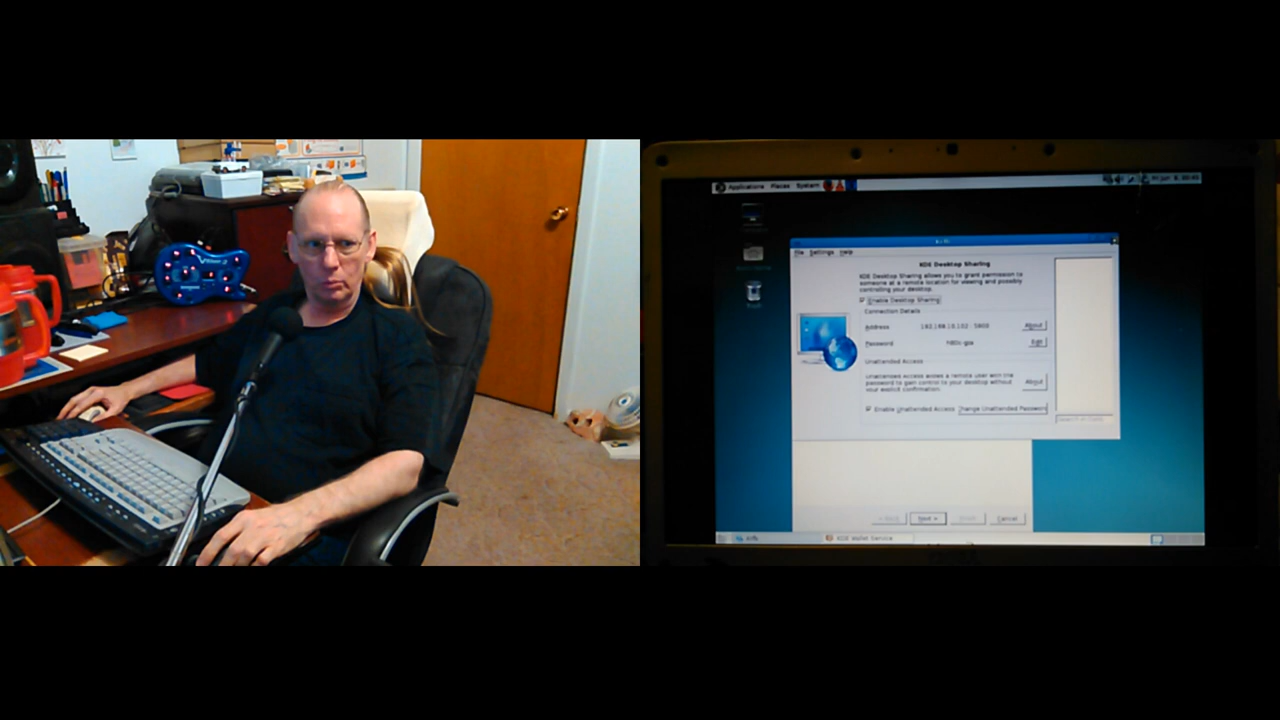 Applications Places System
File Settings Help
KDE Desktop Sharing
KDE Desktop Sharing allows you to grant permission to
someone at a remote location for viewing and possibly
controlling your desktop.
Enable Desktop Sharing
Connection Details
Address
About
Password
Edit
Unattended Access
Unattended Access allows a remote user with the
password to gain control to your desktop without
your explicit confirmation.
About
Enable Unattended Access Change Unattended Password
Next >
Cancel
KDE Wallet Service